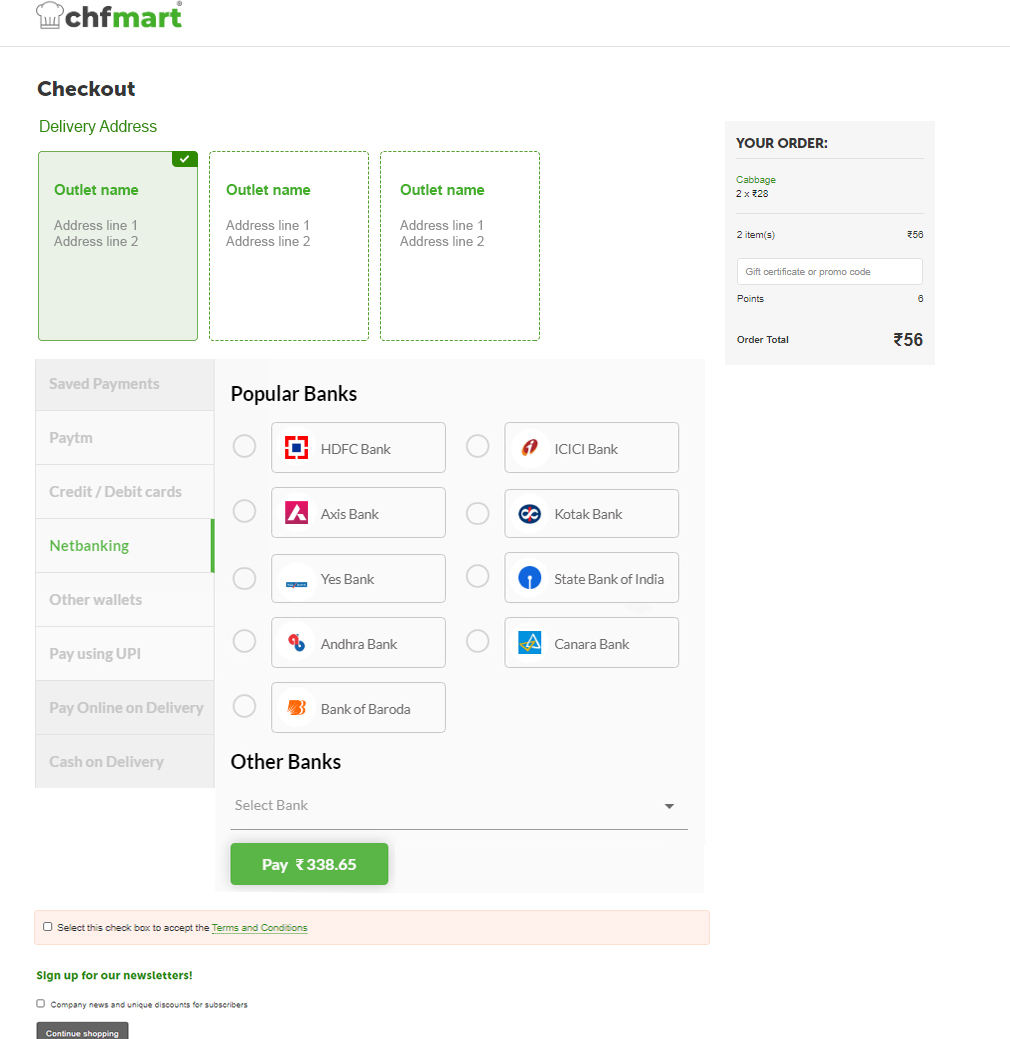 chfmart®
Checkout
Delivery Address
Outlet name
Address line 1
Address line 2
Outlet name
Address line 1
Address line 2
Outlet name
Address line 1
Address line 2
YOUR ORDER:
Cabbage
2 x ₹28
2 item(s) ₹56
Gift certificate or promo code
Points 6
Order Total ₹56
Saved Payments
Paytm
Credit / Debit cards
Netbanking
Other wallets
Pay using UPI
Pay Online on Delivery
Cash on Delivery
Popular Banks
HDFC Bank
ICICI Bank
Axis Bank
Kotak Bank
Yes Bank
State Bank of India
Andhra Bank
Canara Bank
Bank of Baroda
Other Banks
Select Bank
Pay ₹ 338.65
Select this check box to accept the Terms and Conditions
Sign up for our newsletters!
Company news and unique discounts for subscribers
Continue shopping